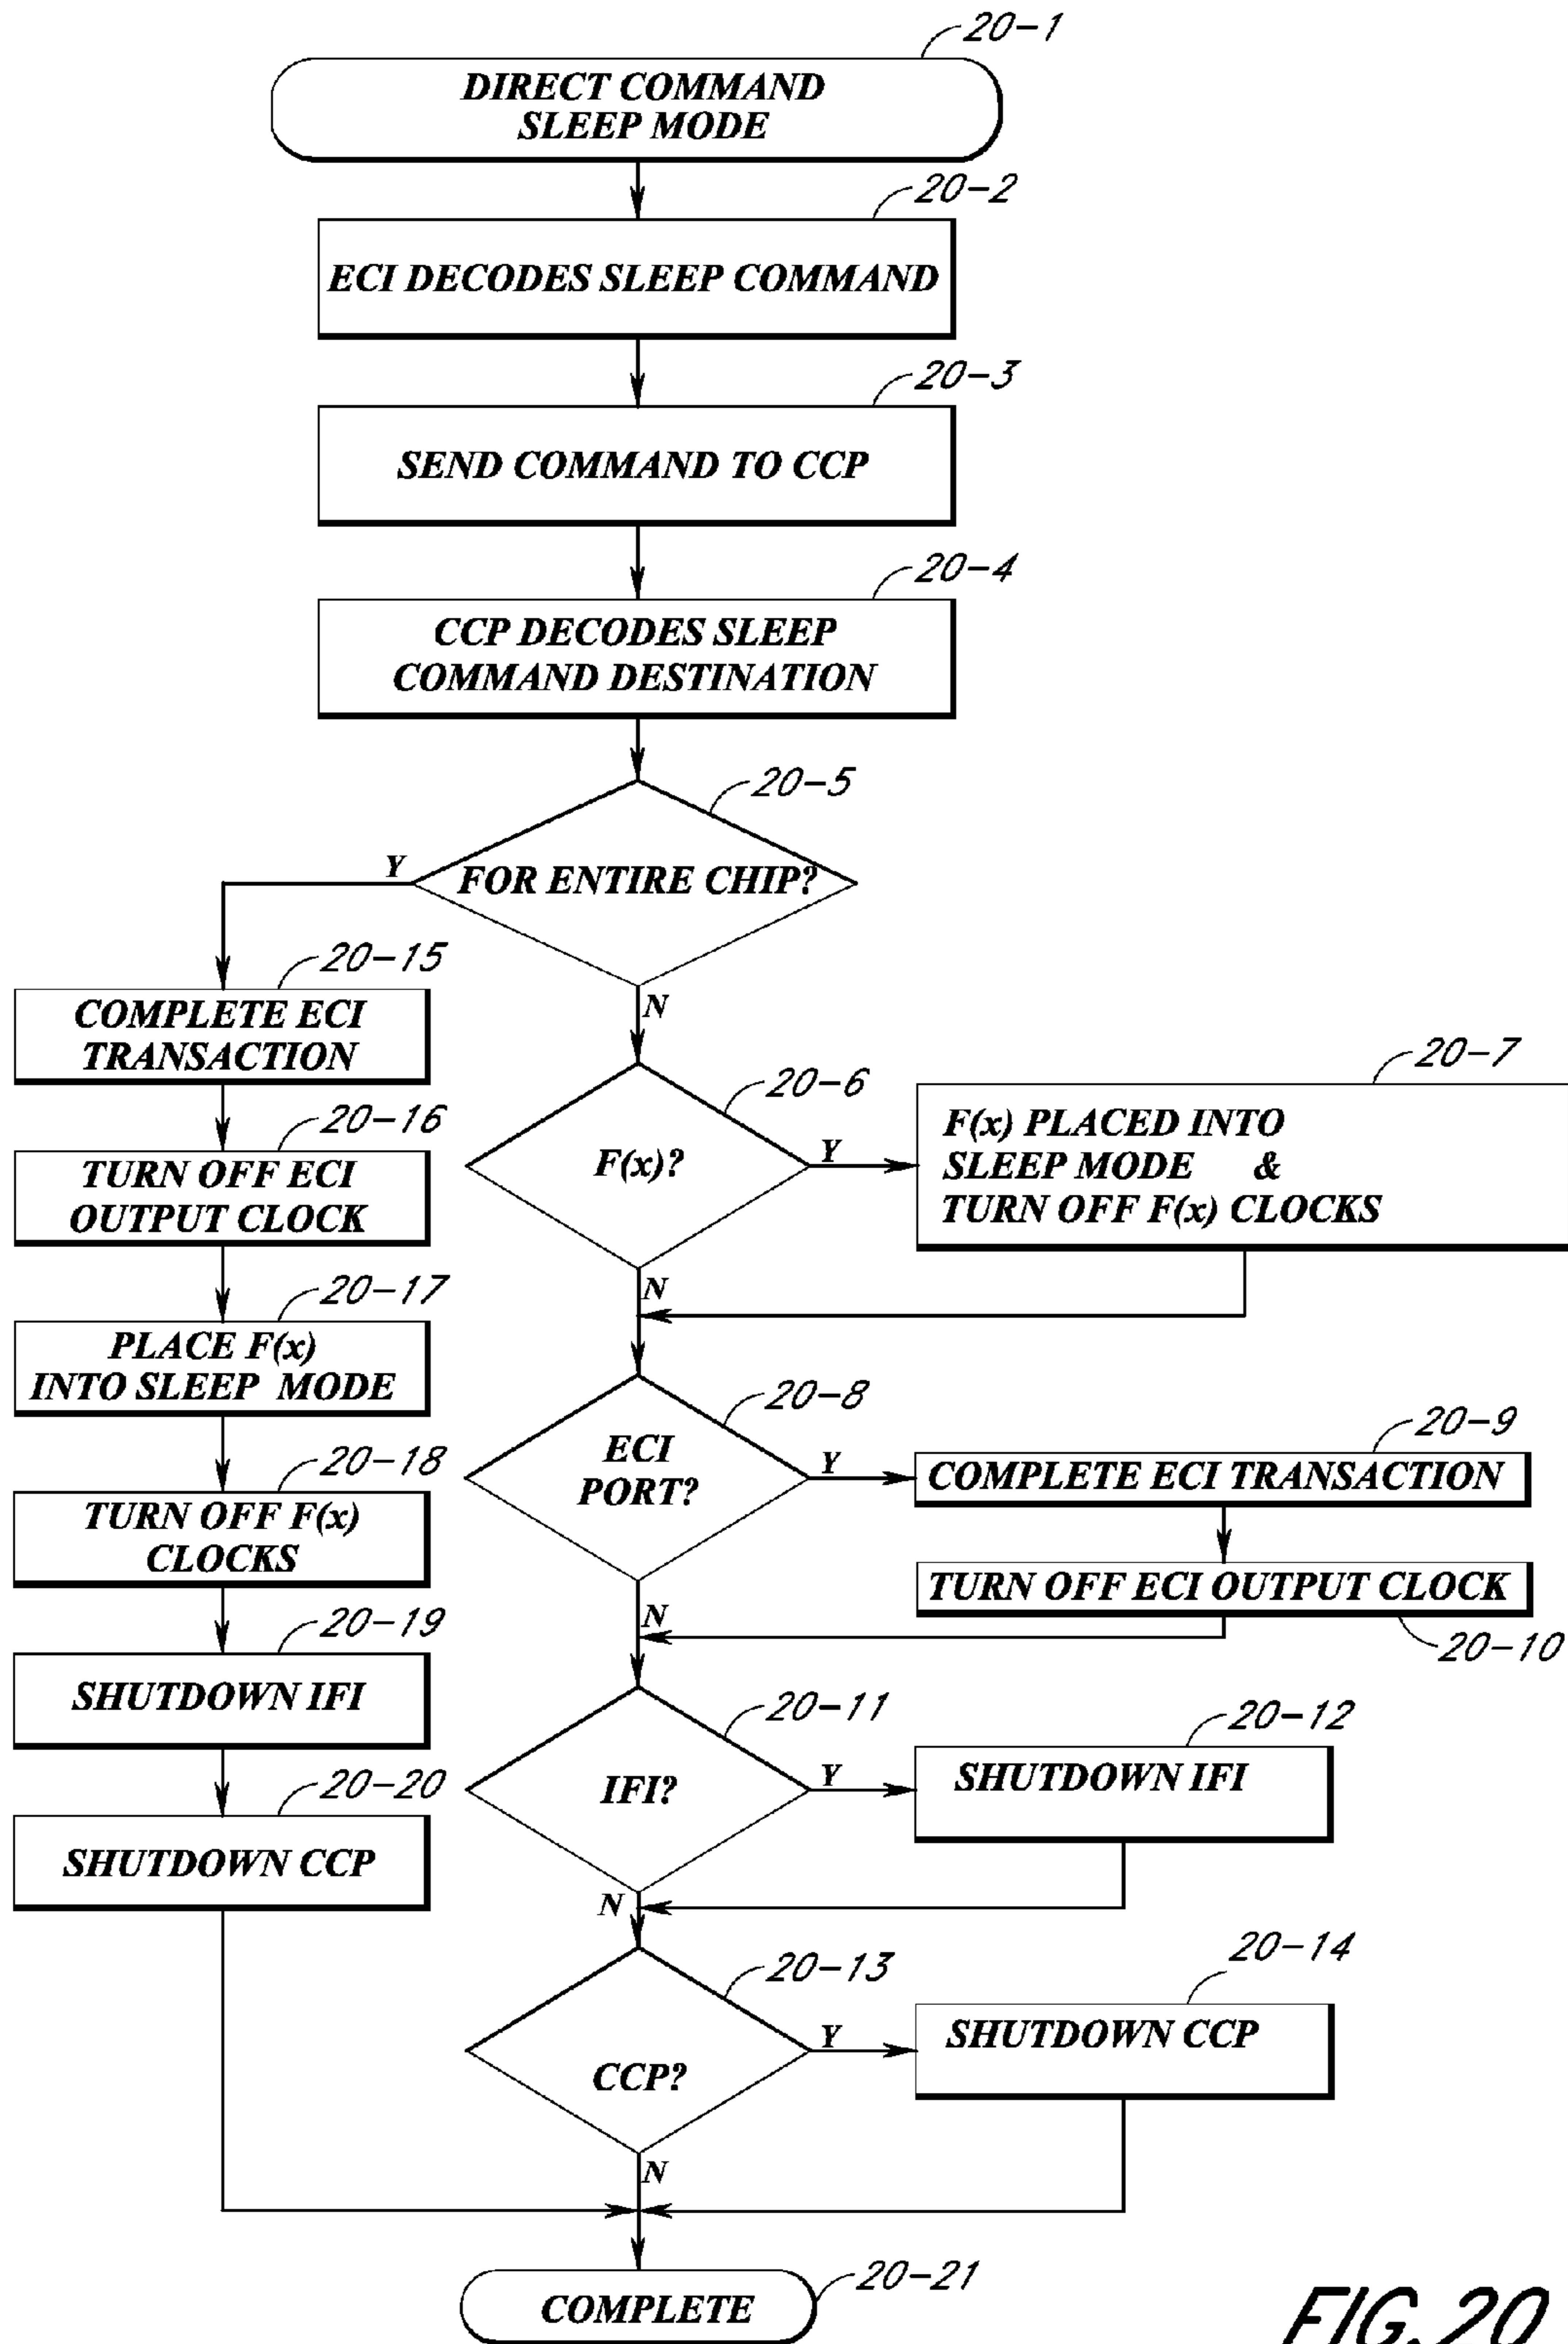 20-1
DIRECT COMMAND
SLEEP MODE
20-2
ECI DECODES SLEEP COMMAND
20-3
SEND COMMAND TO CCP
20-4
CCP DECODES SLEEP
COMMAND DESTINATION
20-5
FOR ENTIRE CHIP?
Y
N
20-15
COMPLETE ECI
TRANSACTION
20-16
TURN OFF ECI
OUTPUT CLOCK
20-17
PLACE F(x)
INTO SLEEP MODE
20-18
TURN OFF F(x)
CLOCKS
20-19
SHUTDOWN IFI
20-20
SHUTDOWN CCP
20-6
F(x)?
Y
N
20-7
F(x) PLACED INTO
SLEEP MODE &
TURN OFF F(x) CLOCKS
20-8
ECI
PORT?
Y
N
20-9
COMPLETE ECI TRANSACTION
TURN OFF ECI OUTPUT CLOCK
20-10
20-11
IFI?
Y
N
20-12
SHUTDOWN IFI
20-13
CCP?
Y
N
20-14
SHUTDOWN CCP
20-21
COMPLETE
FIG.20